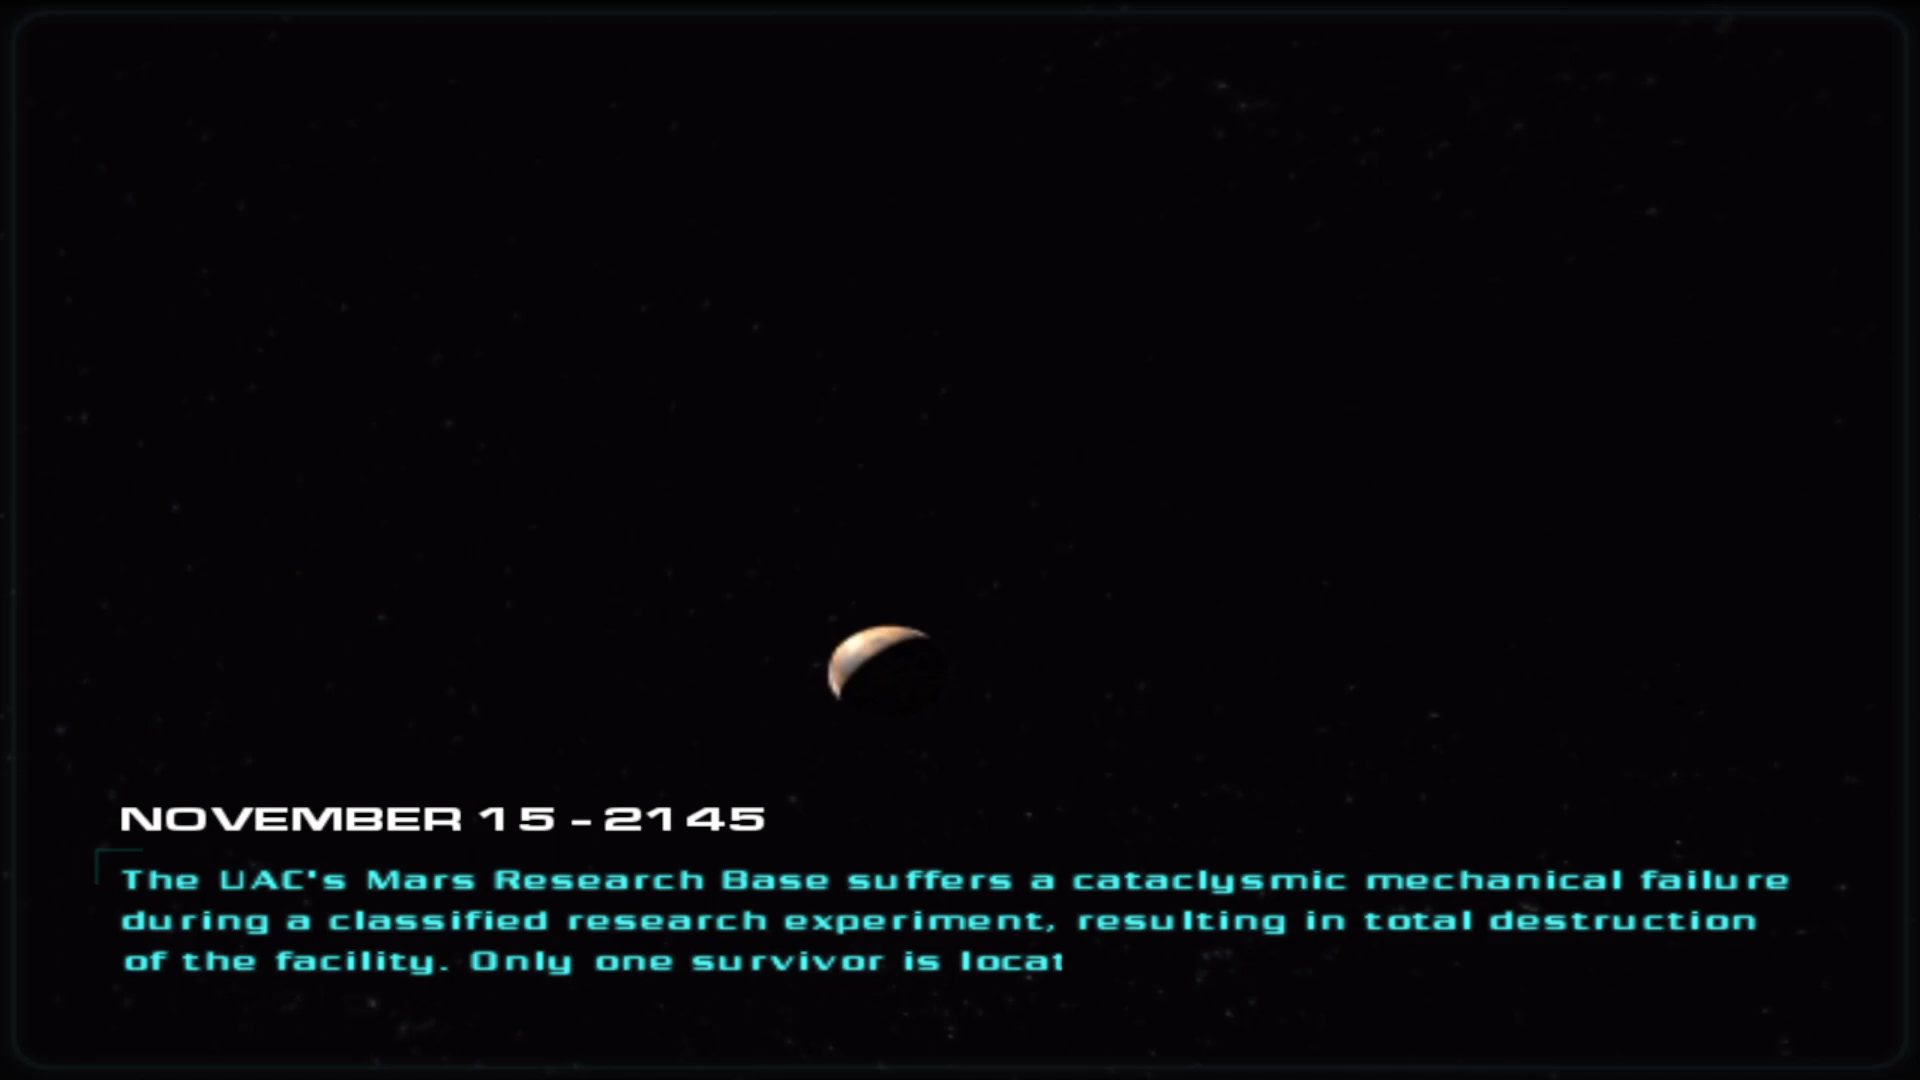 NOVEMBER 15 - 2145
The UAC's Mars Research Base suffers a cataclysmic mechanical failure
during a classified research experiment, resulting in total destruction
of the facility. Only one survivor is locat